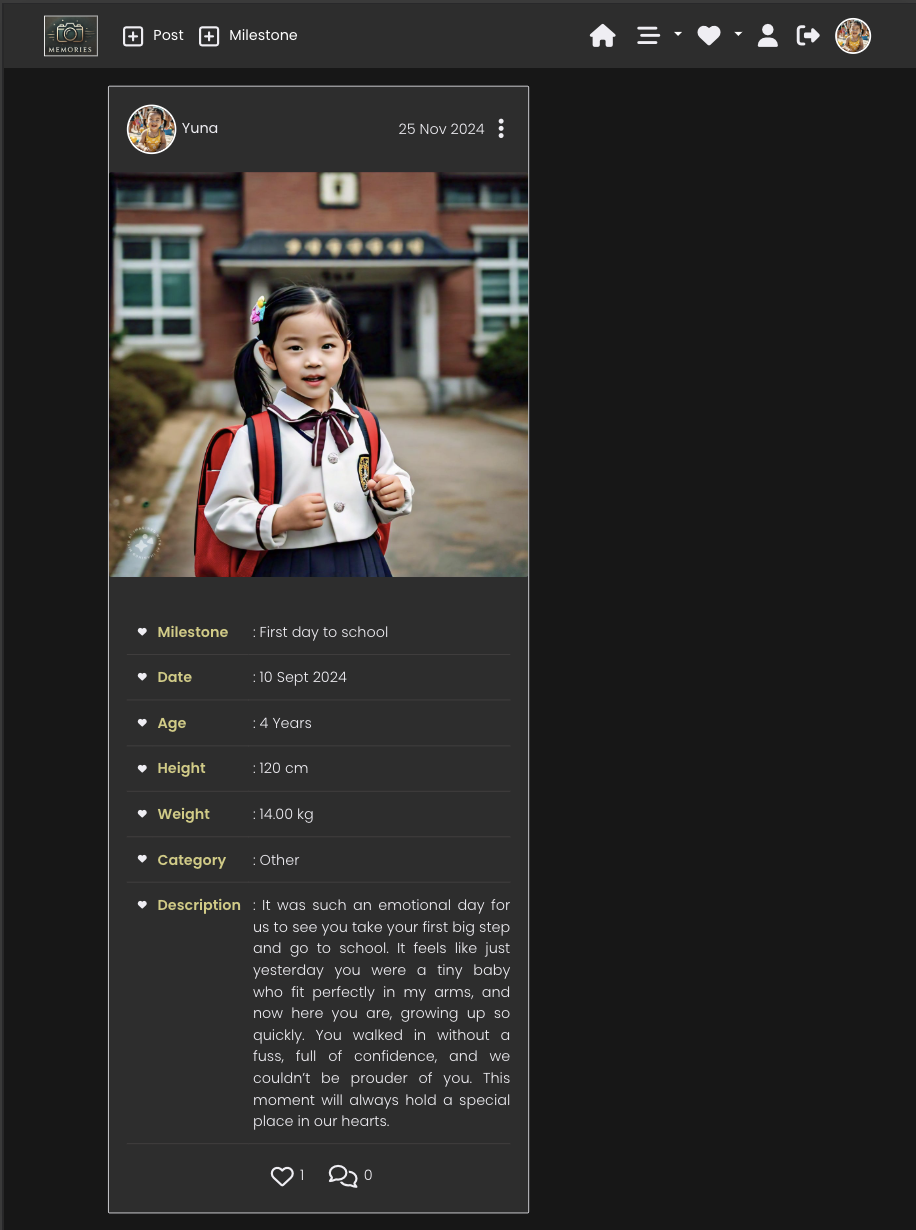 MEMORIES
Post
Milestone
Yuna
25 Nov 2024
Milestone : First day to school
Date : 10 Sept 2024
Age : 4 Years
Height : 120 cm
Weight : 14.00 kg
Category : Other
Description : It was such an emotional day for
us to see you take your first big step
and go to school. It feels like just
yesterday you were a tiny baby
who fit perfectly in my arms, and
now here you are, growing up so
quickly. You walked in without a
fuss, full of confidence, and we
couldn't be prouder of you. This
moment will always hold a special
place in our hearts.
1
0